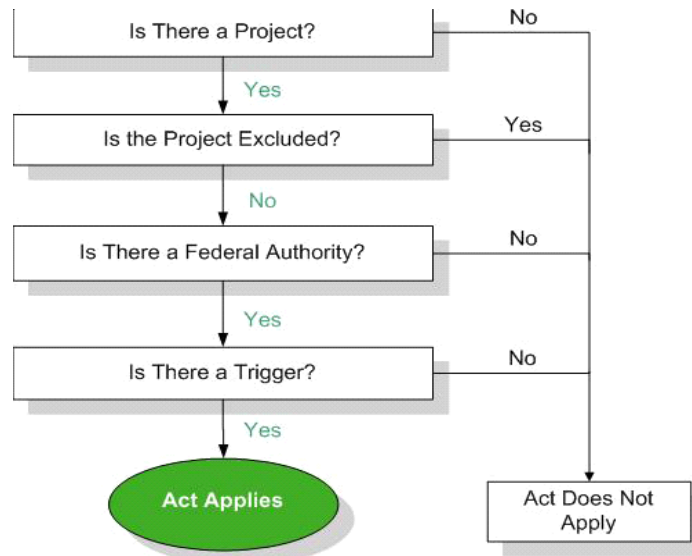 Is There a Project?
No
Yes
Is the Project Excluded?
Yes
No
Is There a Federal Authority?
No
Yes
Is There a Trigger?
No
Yes
Act Applies
Act Does Not
Apply